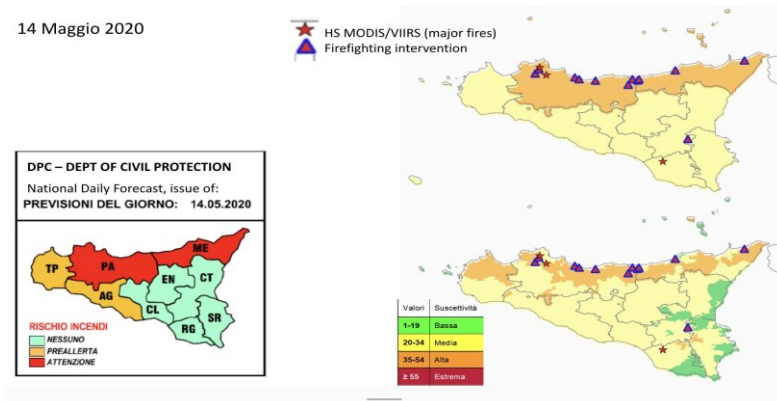 14 Maggio 2020
HS MODIS/VIIRS (major fires)
Firefighting intervention
DPC – DEPT OF CIVIL PROTECTION
National Daily Forecast, issue of:
PREVISIONI DEL GIORNO: 14.05.2020
TP
PA
ME
AG
EN
CT
CL
SR
RG
RISCHIO INCENDI
NESSUNO
PREALLERTA
ATTENZIONE
Valori Suscettività
1-19 Bassa
20-34 Media
35-54 Alta
≥ 55 Estrema